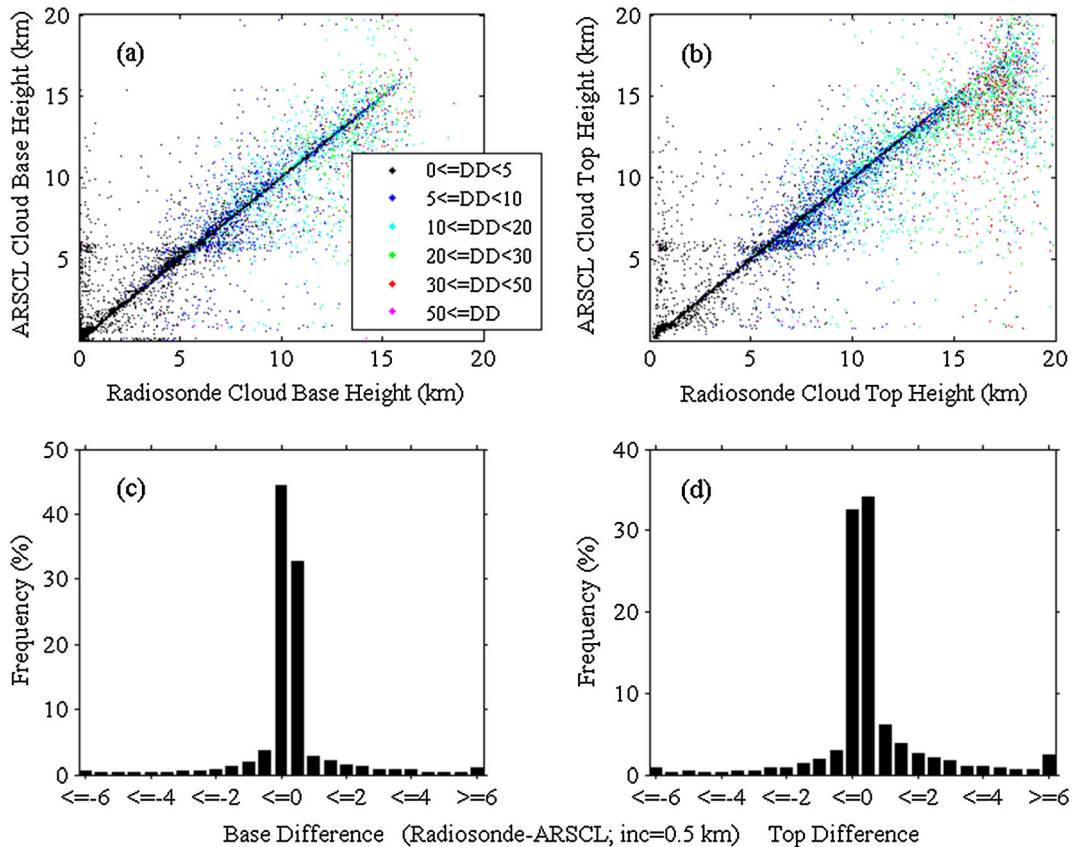 (a)
ARSCL Cloud Base Height (km)
20
15
10
5
0<=DD<5
5<=DD<10
10<=DD<20
20<=DD<30
30<=DD<50
50<=DD
0 5 10 15 20
Radiosonde Cloud Base Height (km)
(b)
ARSCL Cloud Top Height (km)
20
15
10
5
0 5 10 15 20
Radiosonde Cloud Top Height (km)
(c)
Frequency (%)
50
40
30
20
10
0
<=-6 <=-4 <=-2 <=0 <=2 <=4 >=6
(d)
Frequency (%)
40
30
20
10
0
<=-6 <=-4 <=-2 <=0 <=2 <=4 >=6
Base Difference (Radiosonde-ARSCL; inc=0.5 km) Top Difference